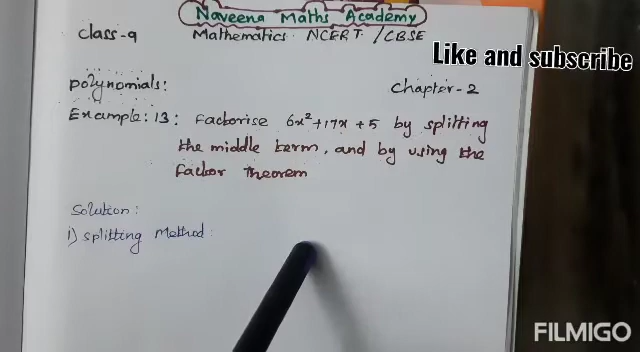 Naveena Maths Academy
Class-9 Mathematics NCERT / CBSE
Like and subscribe
Polynomials: Chapter-2
Example: 13: Factorise 6x²+17x+5 by splitting
the middle term, and by using the
Factor Theorem
Solution:
1) Splitting Method:
FILMIGO